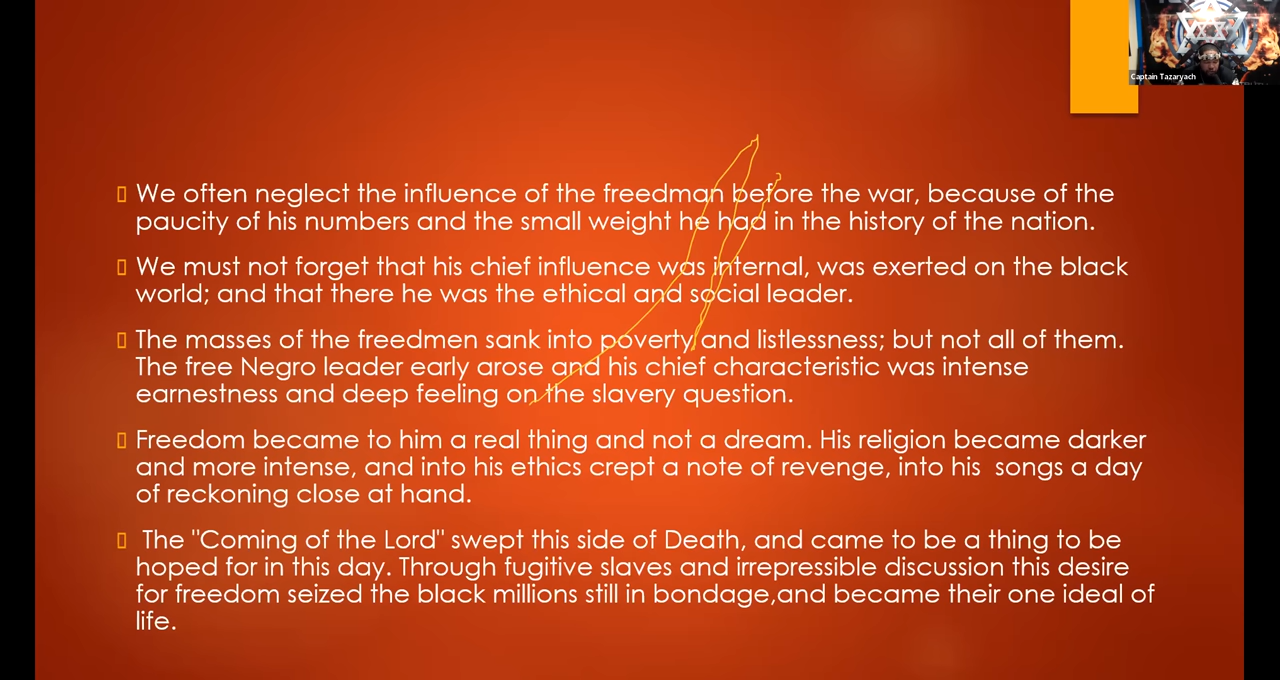 Captain Tazaryach
We often neglect the influence of the freedman before the war, because of the
paucity of his numbers and the small weight he had in the history of the nation.
We must not forget that his chief influence was internal, was exerted on the black
world; and that there he was the ethical and social leader.
The masses of the freedmen sank into poverty and listlessness; but not all of them.
The free Negro leader early arose and his chief characteristic was intense
earnestness and deep feeling on the slavery question.
Freedom became to him a real thing and not a dream. His religion became darker
and more intense, and into his ethics crept a note of revenge, into his  songs a day
of reckoning close at hand.
The "Coming of the Lord" swept this side of Death, and came to be a thing to be
hoped for in this day. Through fugitive slaves and irrepressible discussion this desire
for freedom seized the black millions still in bondage,and became their one ideal of
life.